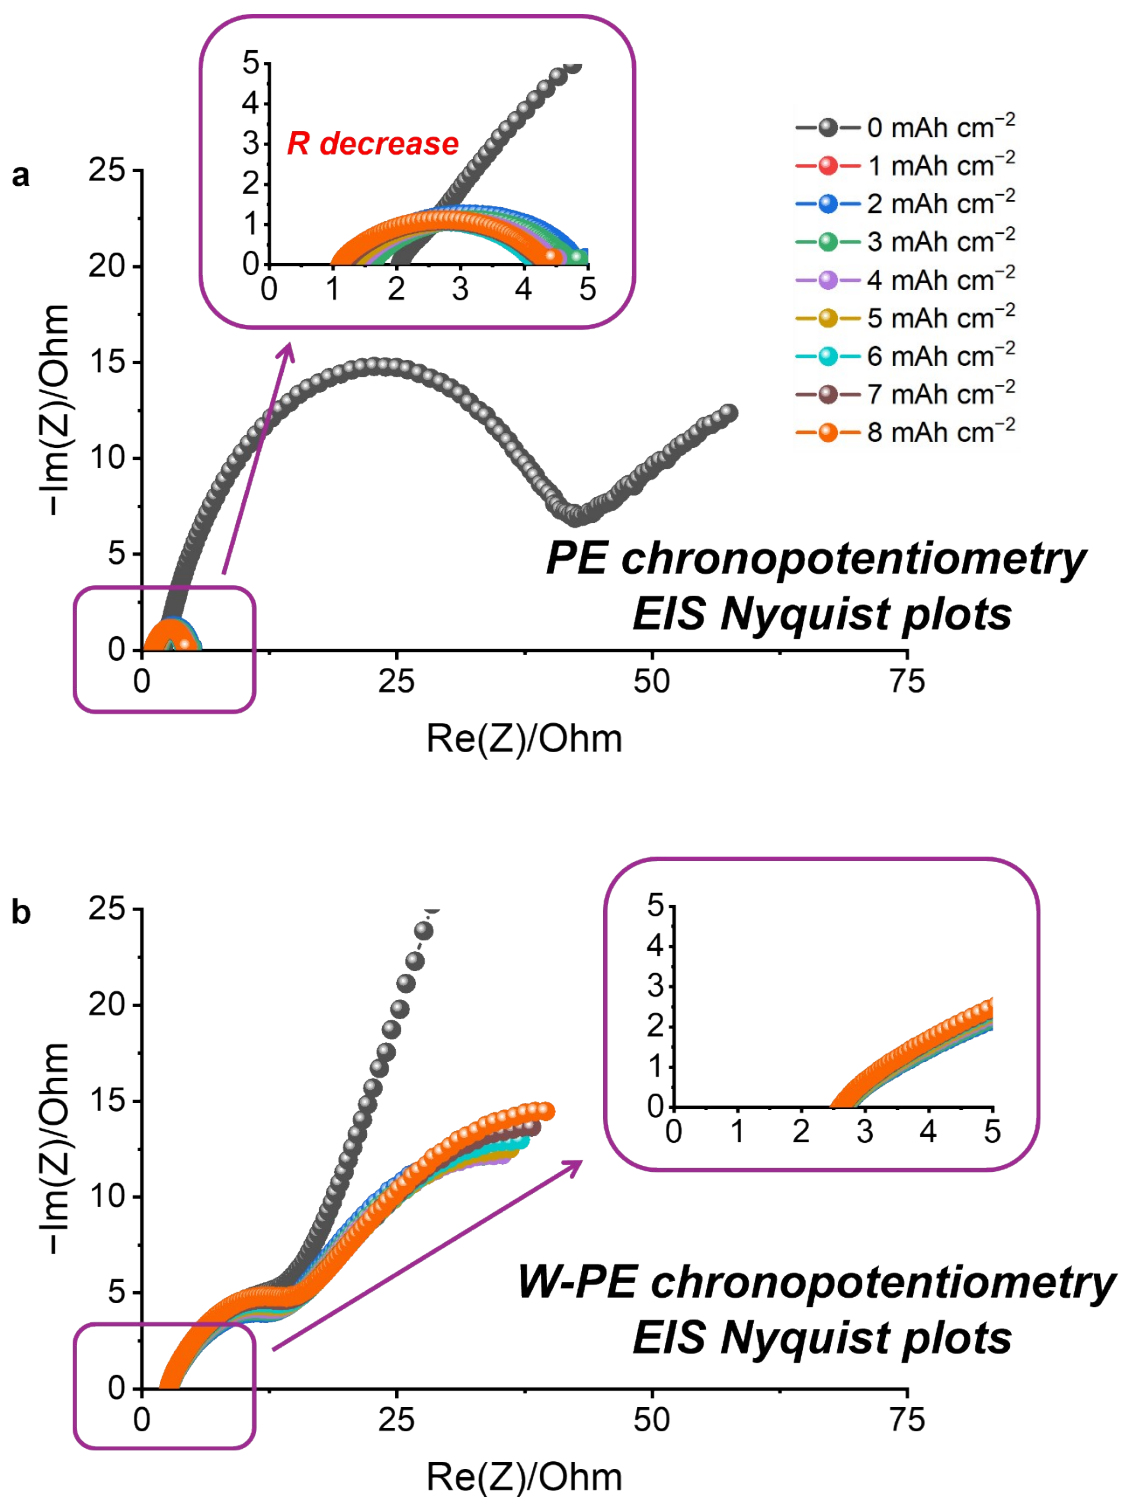 a
5
4
3
2
1
0
0 1 2 3 4 5
R decrease
0 mAh cm⁻²
1 mAh cm⁻²
2 mAh cm⁻²
3 mAh cm⁻²
4 mAh cm⁻²
5 mAh cm⁻²
6 mAh cm⁻²
7 mAh cm⁻²
8 mAh cm⁻²
25
20
15
10
5
0
−Im(Z)/Ohm
PE chronopotentiometry
EIS Nyquist plots
0 25 50 75
Re(Z)/Ohm
b
5
4
3
2
1
0
0 1 2 3 4 5
25
20
15
10
5
0
−Im(Z)/Ohm
W-PE chronopotentiometry
EIS Nyquist plots
0 25 50 75
Re(Z)/Ohm